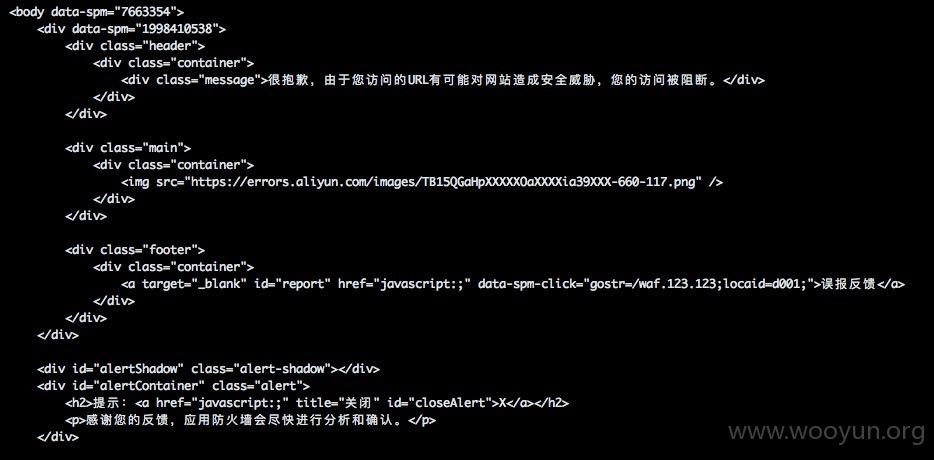 <body data-spm="7663354">
<div data-spm="1998410538">
<div class="header">
<div class="container">
<div class="message">很抱歉，由于您访问的URL有可能对网站造成安全威胁，您的访问被阻断。</div>
</div>
</div>
<div class="main">
<div class="container">
<img src="https://errors.aliyun.com/images/TB15QGaHpXXXXXOaXXXXia39XXX-660-117.png" />
</div>
</div>
<div class="footer">
<div class="container">
<a target="_blank" id="report" href="javascript:;" data-spm-click="gostr=/waf.123.123;locaid=d001;">误报反馈</a>
</div>
</div>
</div>
<div id="alertShadow" class="alert-shadow"></div>
<div id="alertContainer" class="alert">
<h2>提示：<a href="javascript:;" title="关闭" id="closeAlert">X</a></h2>
<p>感谢您的反馈，应用防火墙会尽快进行分析和确认。</p>
</div>
www.wooyun.org